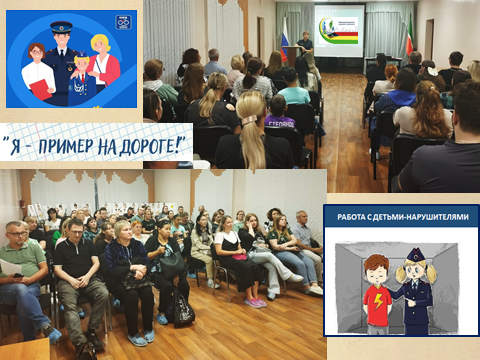 "Я - ПРИМЕР НА ДОРОГЕ!"
РАБОТА С ДЕТЬМИ-НАРУШИТЕЛЯМИ